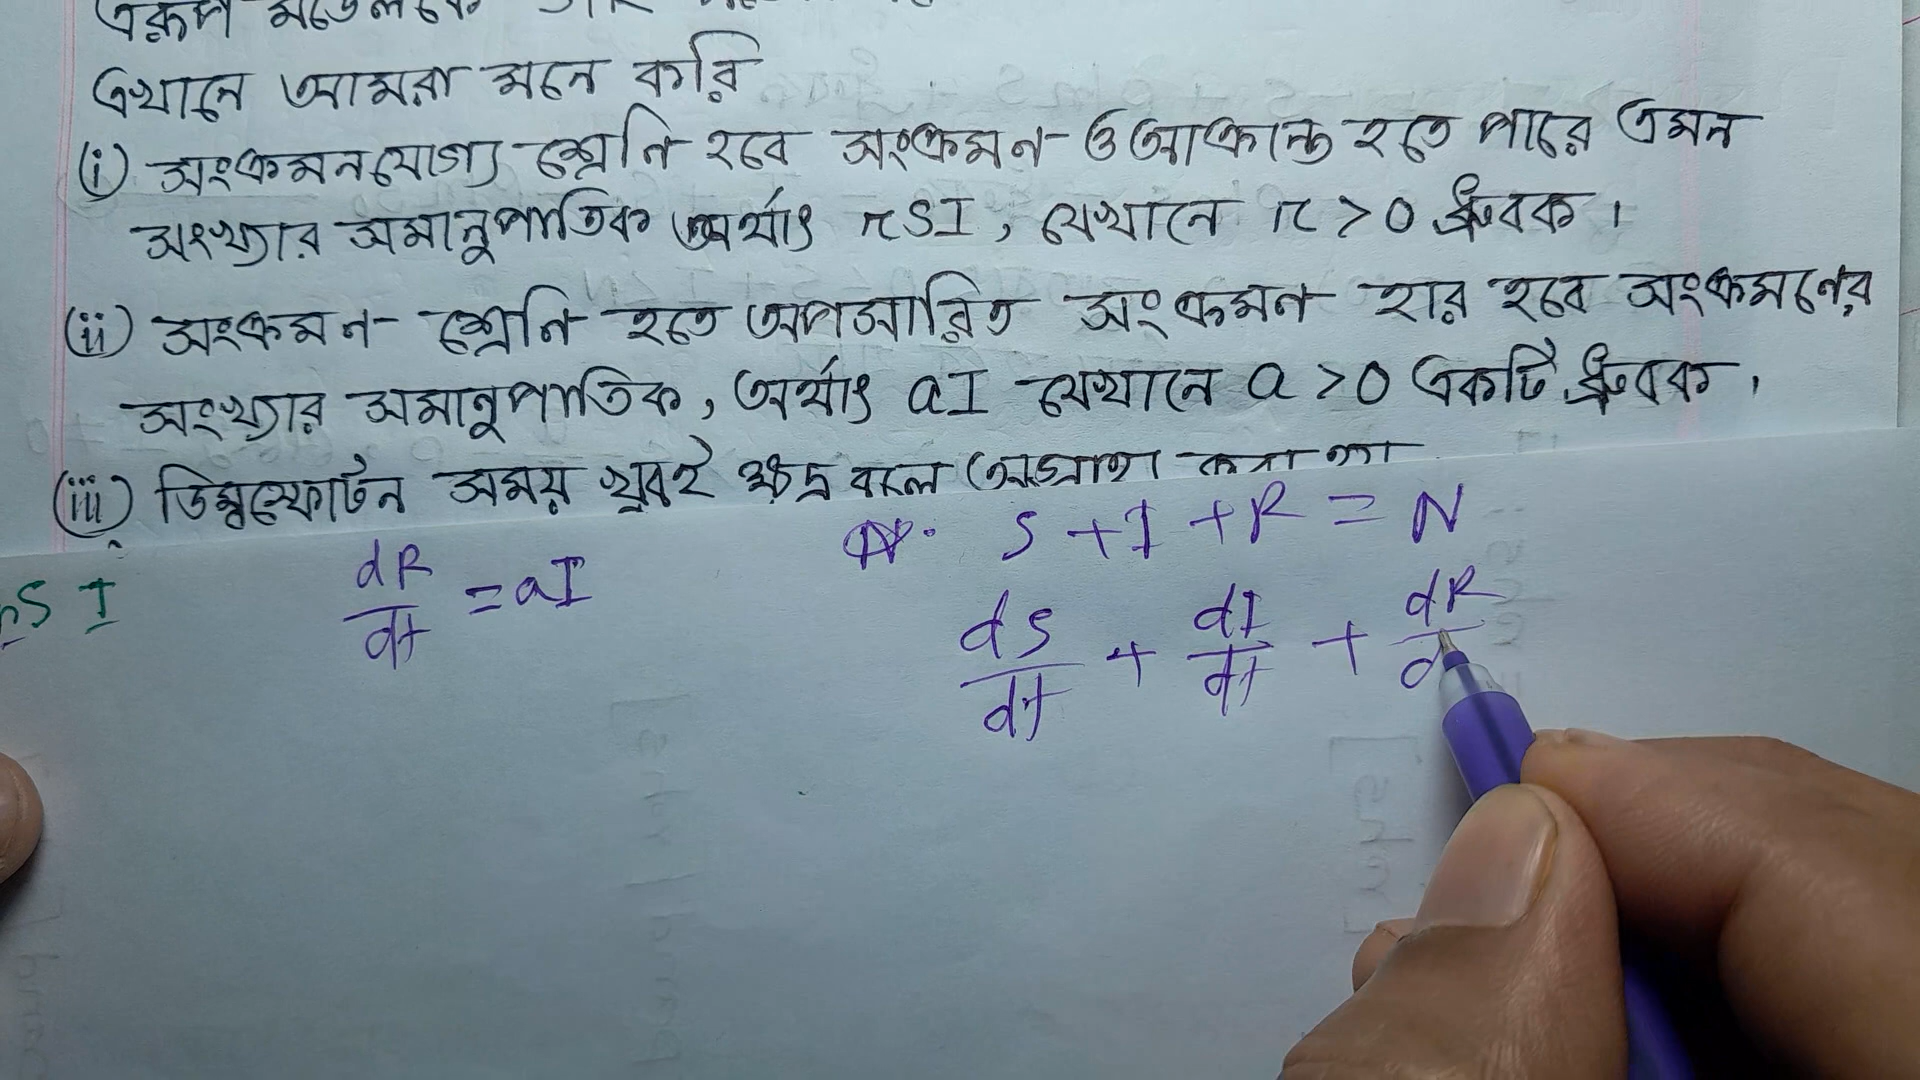 এখানে আমরা মনে করি
(i) সংক্রমনযোগ্য শ্রেনি হবে সংক্রমন ও আক্রান্ত হতে পারে এমন
সংখ্যার সমানুপাতিক অর্থাৎ rSI, যেখানে r > 0 ধ্রুবক।
(ii) সংক্রমন শ্রেনি হতে অপসারিত সংক্রমন হার হবে সংক্রমনের
সংখ্যার সমানুপাতিক, অর্থাৎ aI যেখানে a > 0 একটি ধ্রুবক।
(iii) ডিম্বস্ফোটন সময় খুবই ক্ষুদ্র বলে
S + I + R = N
SI
dR/dt = aI
dS/dt + dI/dt + dR/d